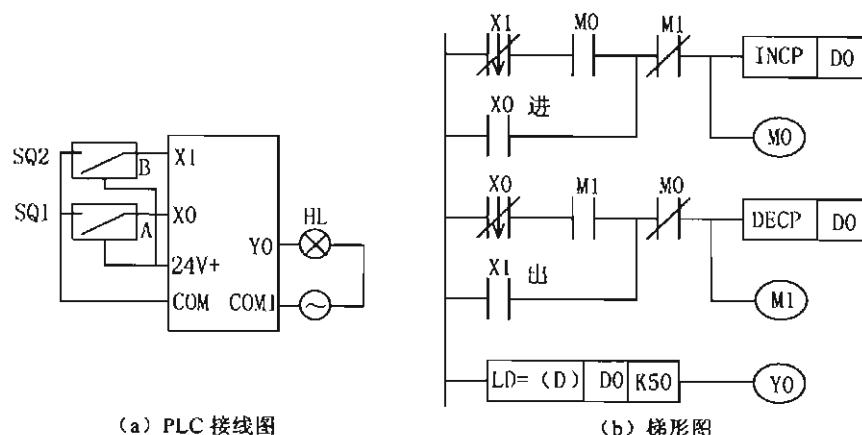 SQ2
B
X1
SQ1
A
X0
24V+
COM
Y0
COM1
HL
(a) PLC 接线图
X1
M0
M1
INCP
D0
X0
进
M0
X0
M1
M0
DECP
D0
X1
出
M1
LD= (D)
D0
K50
Y0
(b) 梯形图